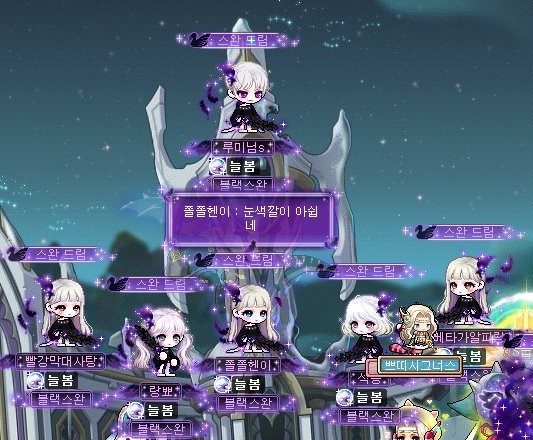 스완 드림
루미넘s
늘봄
블랙스완
쫄쫄헨이 : 눈색깔이 아쉽
네
스완 드림
스완 드림
스완 드림
스완 드림
스완 드림
빨강막대사탕
늘봄
블랙스완
랑뾰
늘봄
블랙스완
쫄쫄헨이
늘봄
블랙스완
늘봄
블랙스완
쁘띠시그너스
베타가알파
늘봄